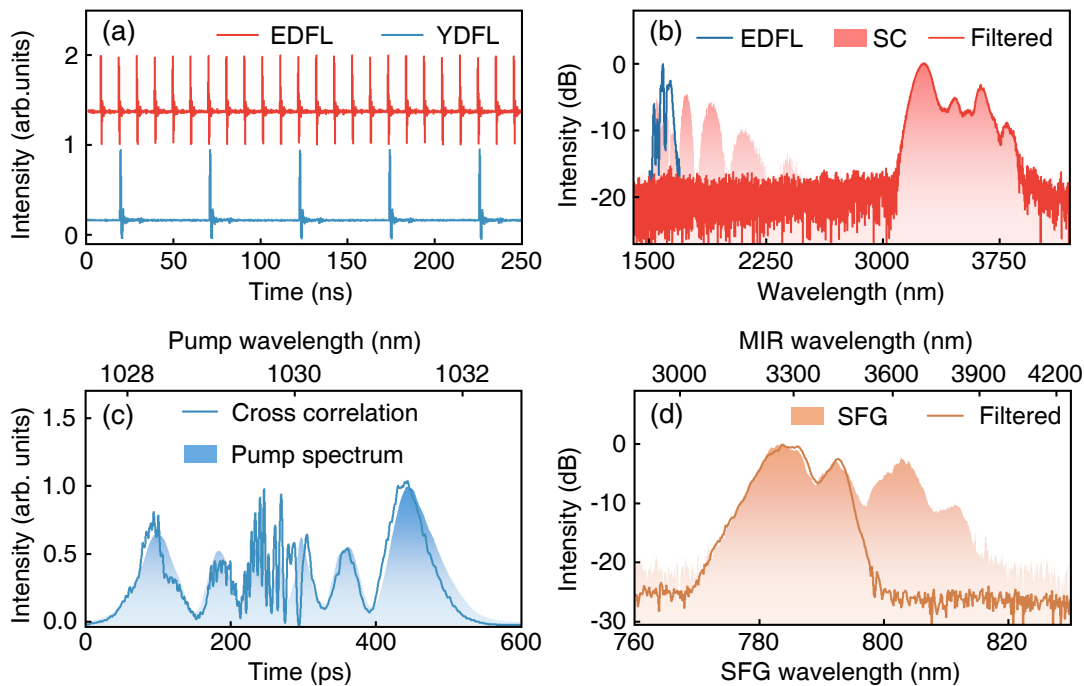 (a) EDFL YDFL
Intensity (arb.units)
2
1
0
0 50 100 150 200 250
Time (ns)
(b) EDFL SC Filtered
Intensity (dB)
0
-10
-20
1500 2250 3000 3750
Wavelength (nm)
Pump wavelength (nm)
1028 1030 1032
(c) Cross correlation
Pump spectrum
Intensity (arb. units)
1.5
1.0
0.5
0.0
0 200 400 600
Time (ps)
MIR wavelength (nm)
3000 3300 3600 3900 4200
(d) SFG Filtered
Intensity (dB)
0
-10
-20
-30
760 780 800 820
SFG wavelength (nm)